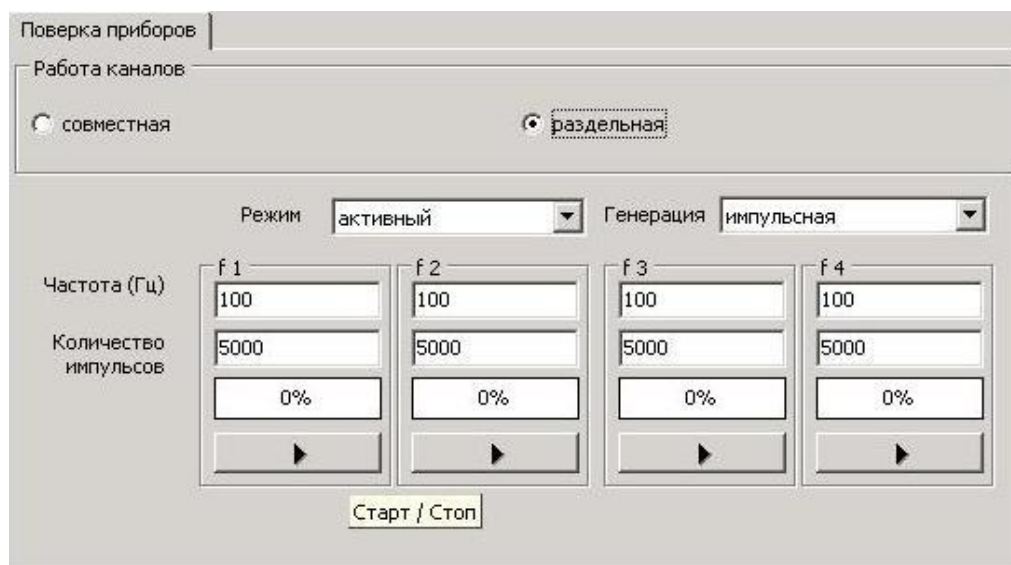 Поверка приборов
Работа каналов
совместная раздельная
Режим активный Генерация импульсная
f 1 f 2 f 3 f 4
Частота (Гц) 100 100 100 100
Количество импульсов 5000 5000 5000 5000
0% 0% 0% 0%
Старт / Стоп